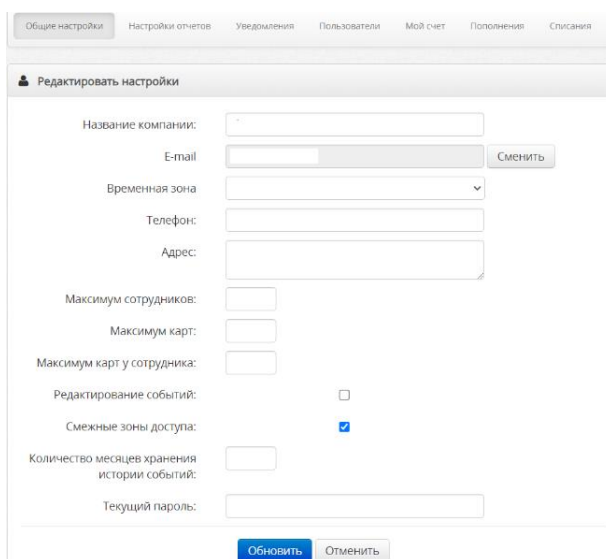 Общие настройки Настройки отчетов Уведомления Пользователи Мой счет Пополнения Списания
Редактировать настройки
Название компании:
E-mail Сменить
Временная зона
Телефон:
Адрес:
Максимум сотрудников:
Максимум карт:
Максимум карт у сотрудника:
Редактирование событий:
Смежные зоны доступа:
Количество месяцев хранения
истории событий:
Текущий пароль:
Обновить Отменить